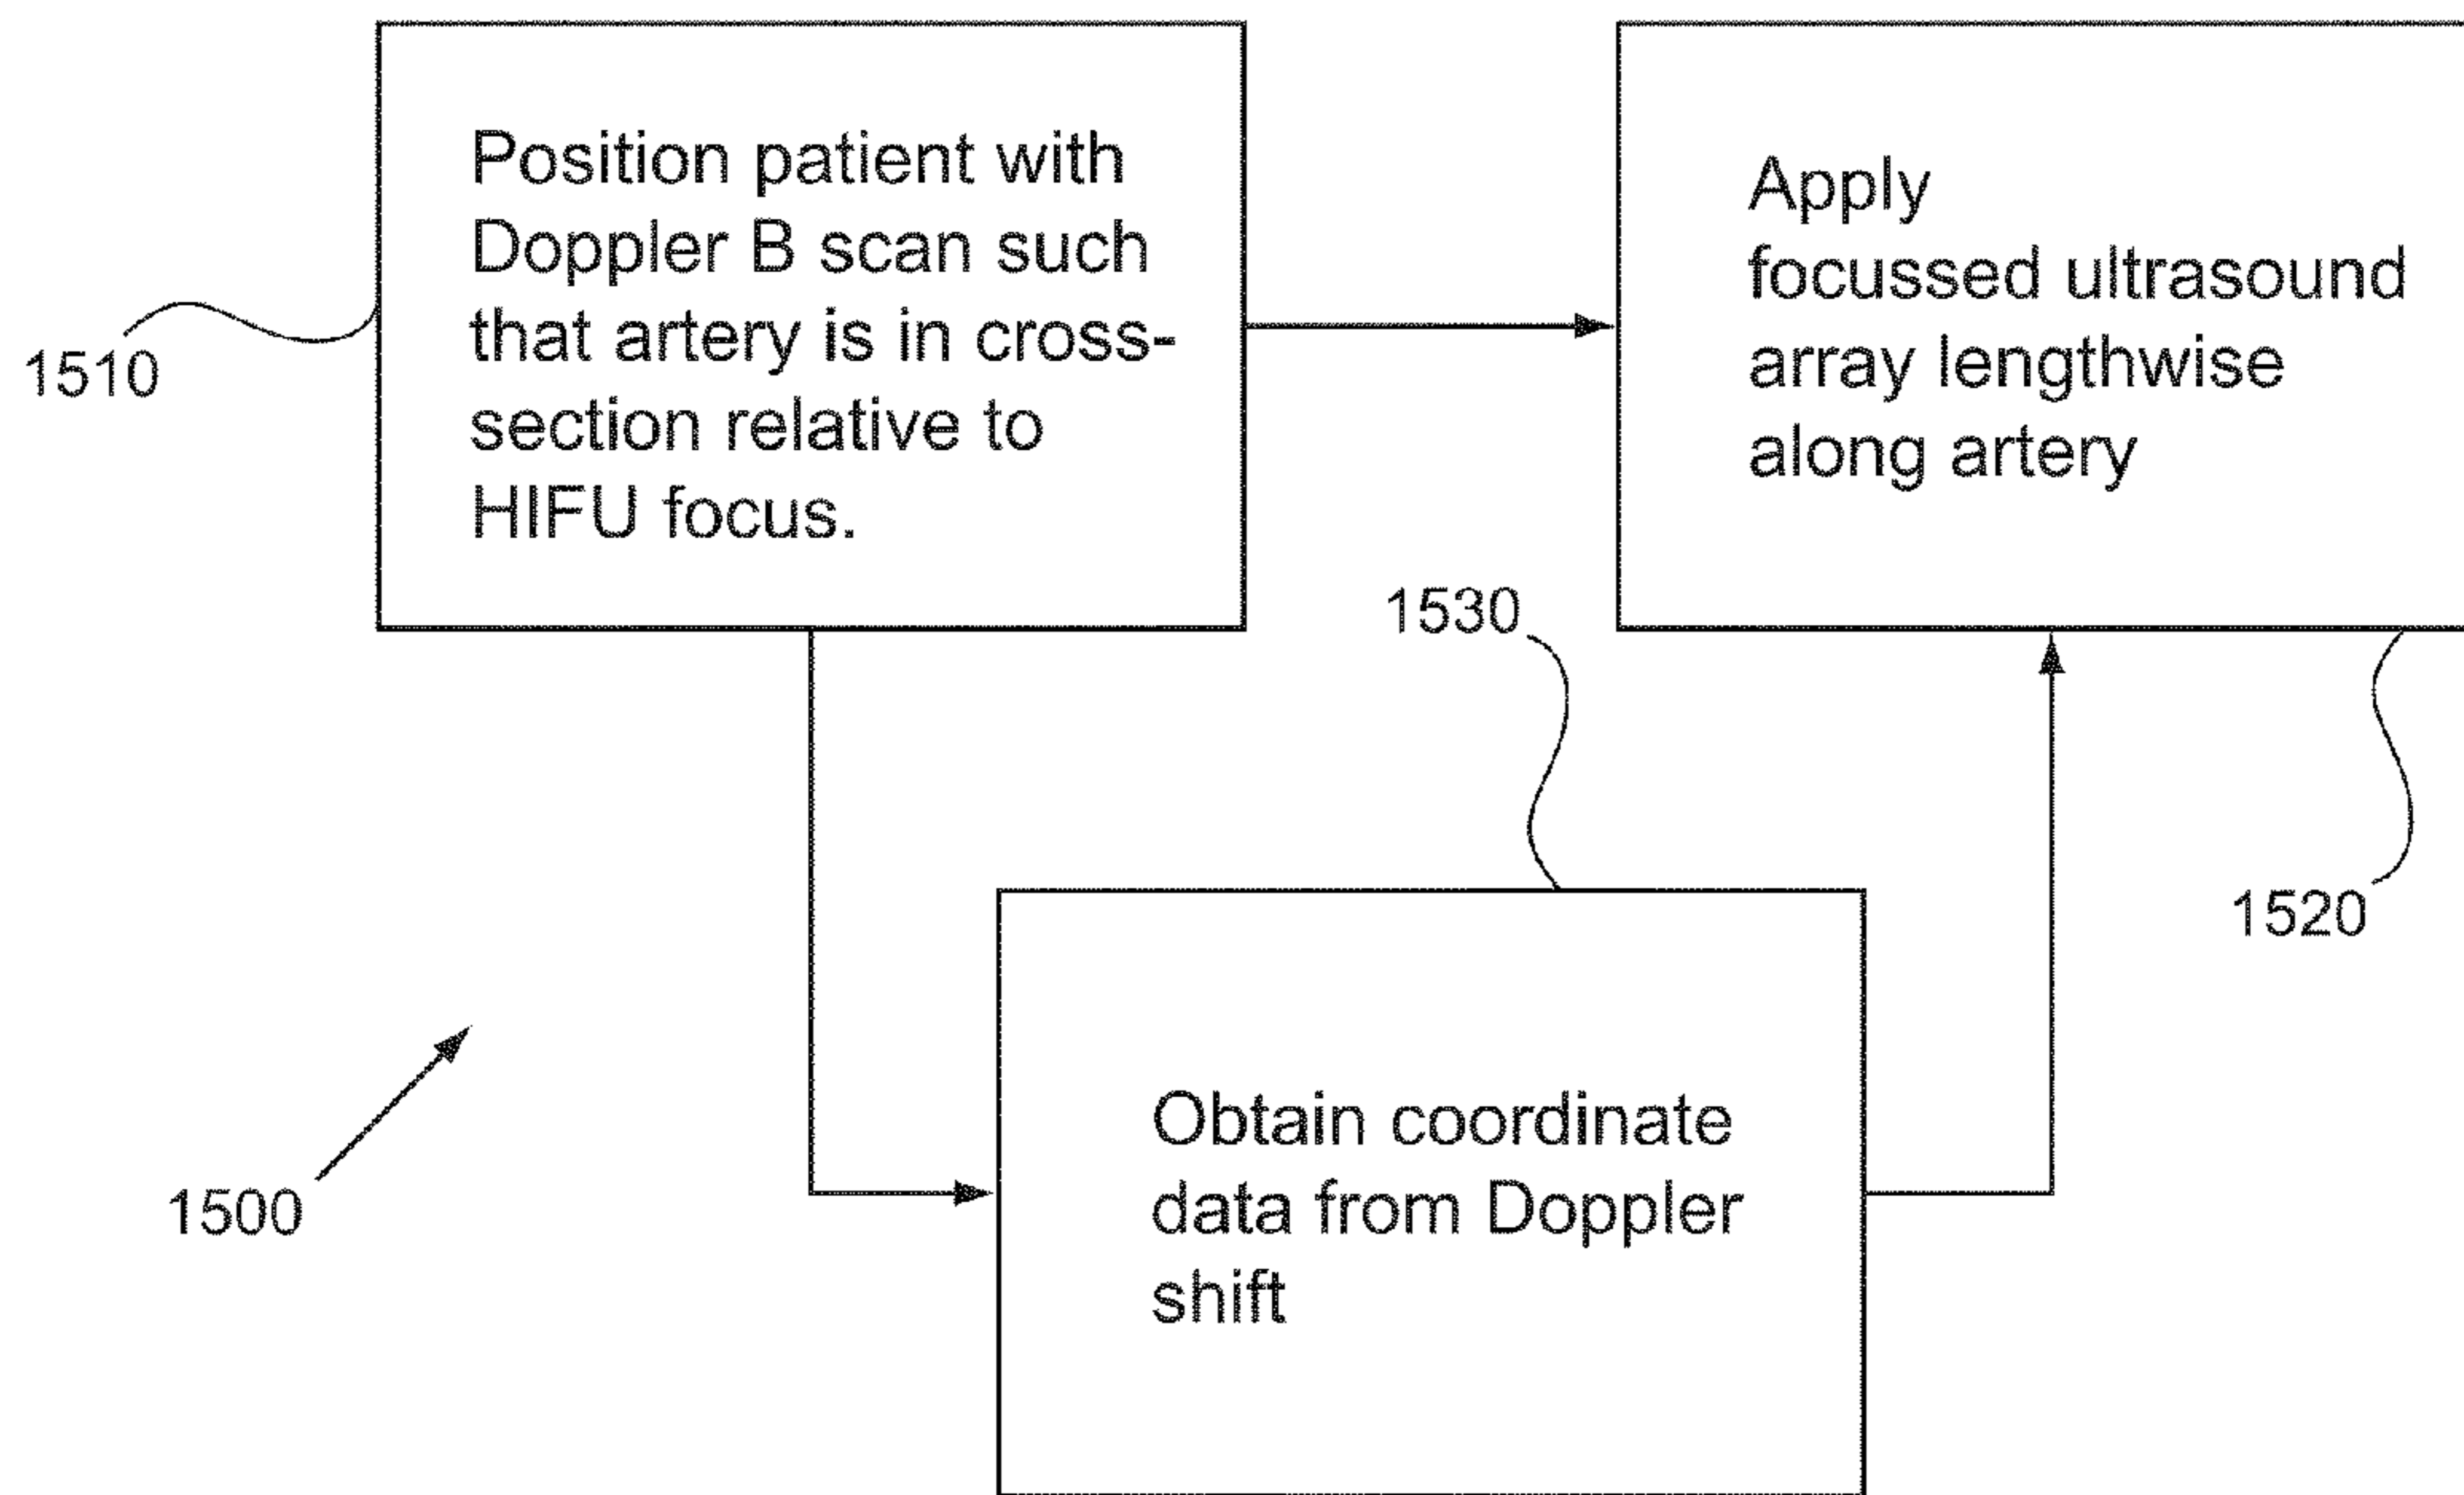 Position patient with
Doppler B scan such
that artery is in cross-
section relative to
HIFU focus.
1510
Apply
focussed ultrasound
array lengthwise
along artery
1530
1520
Obtain coordinate
data from Doppler
shift
1500